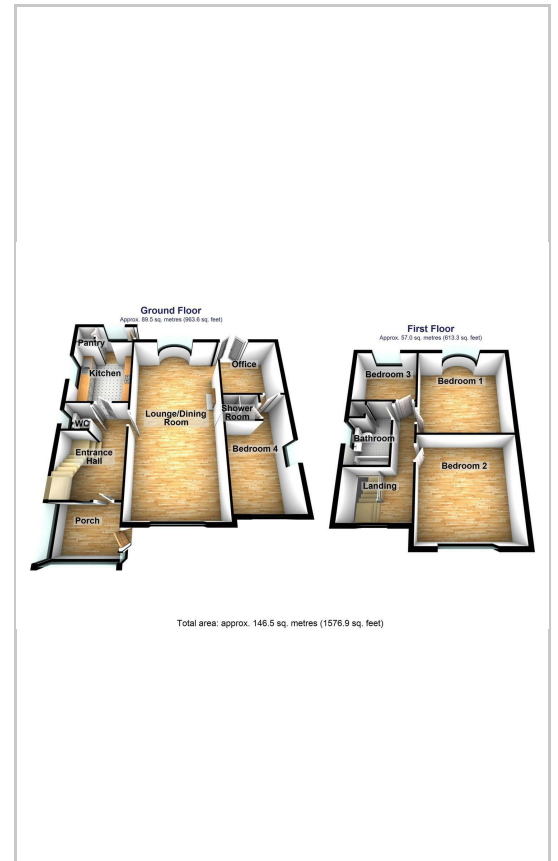 Ground Floor
Approx. 89.5 sq. metres (963.6 sq. feet)
Pantry
Kitchen
Office
WC
Lounge/Dining
Room
Shower
Room
Entrance
Hall
Bedroom 4
Porch
First Floor
Approx. 57.0 sq. metres (613.3 sq. feet)
Bedroom 3
Bedroom 1
Bathroom
Bedroom 2
Landing
Total area: approx. 146.5 sq. metres (1576.9 sq. feet)